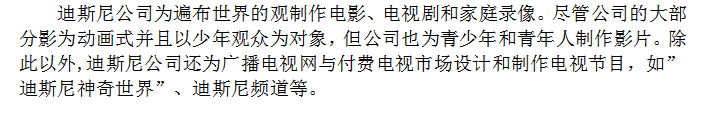 迪斯尼公司为遍布世界的观制作电影、电视剧和家庭录像。尽管公司的大部
分影为动画式并且以少年观众为对象，但公司也为青少年和青年人制作影片。除
此以外,迪斯尼公司还为广播电视网与付费电视市场设计和制作电视节目，如”
迪斯尼神奇世界”、迪斯尼频道等。